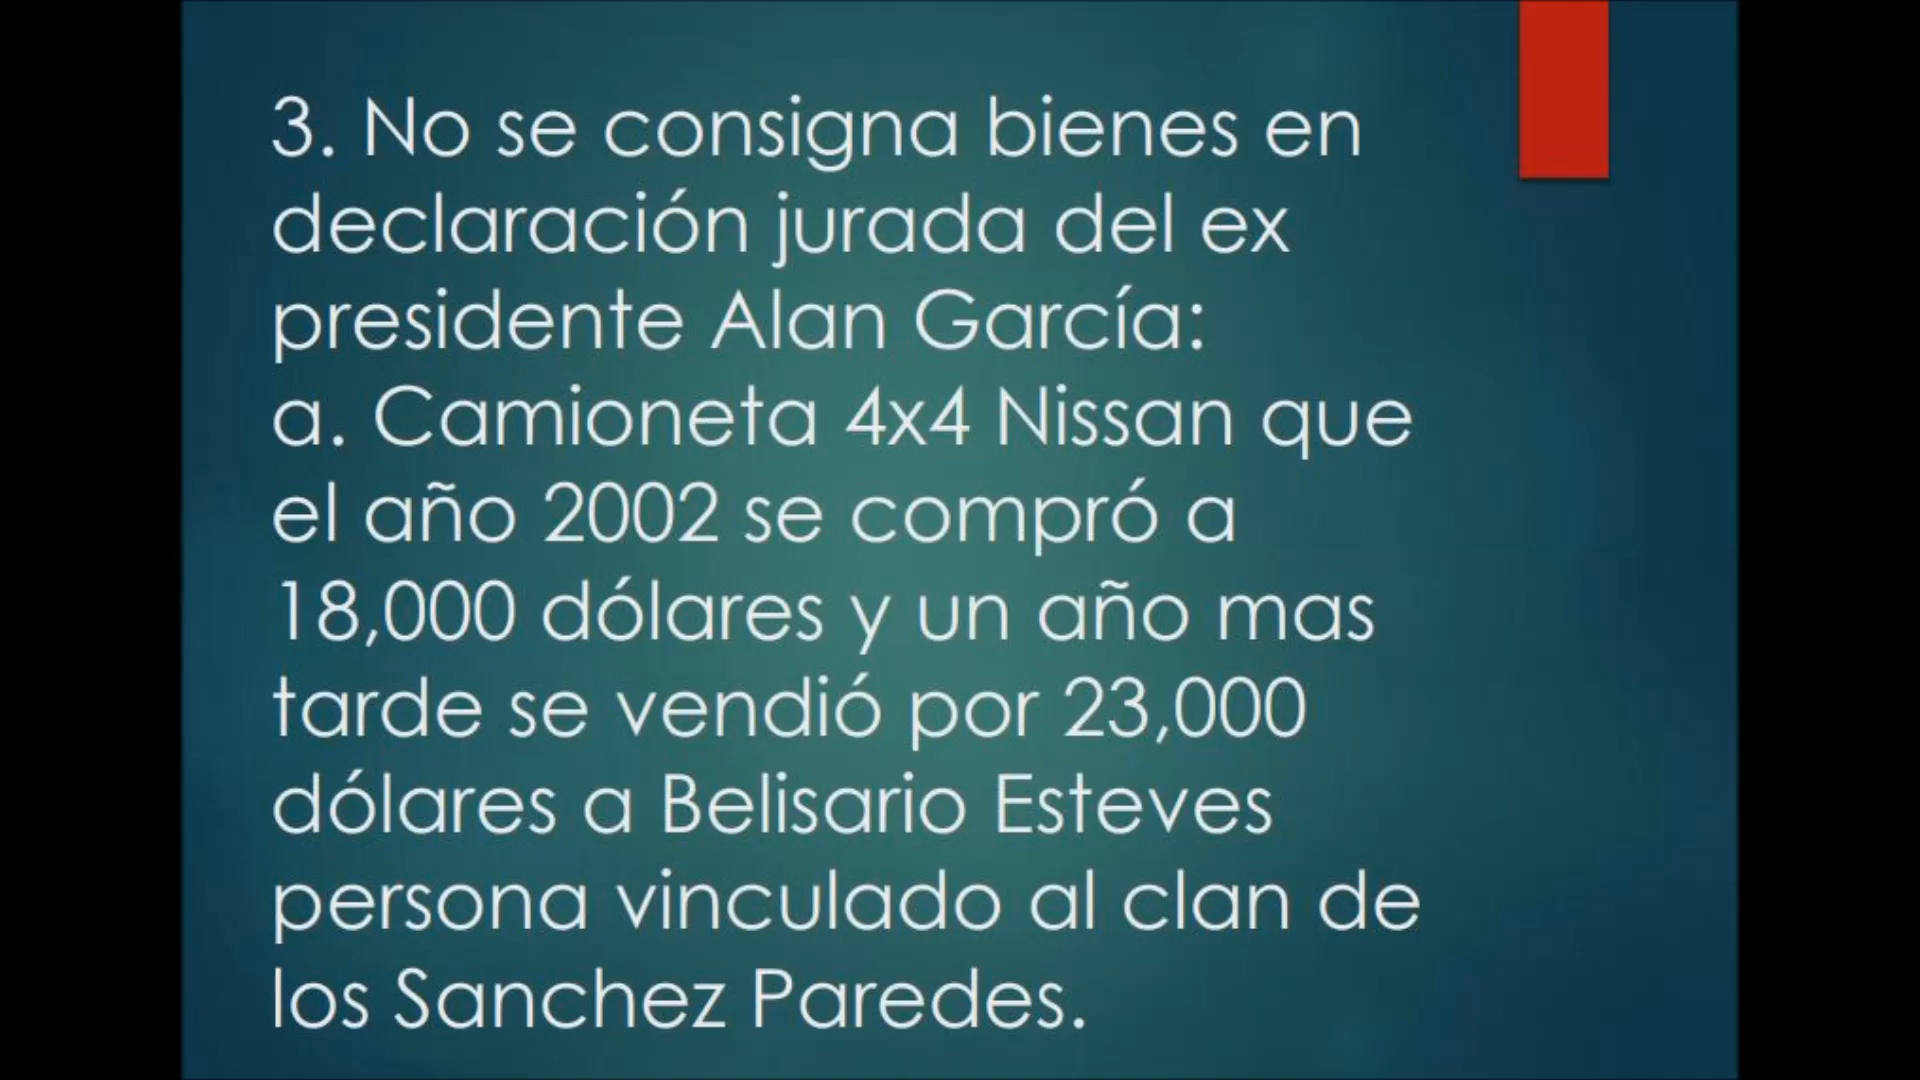 3. No se consigna bienes en
declaración jurada del ex
presidente Alan García:
a. Camioneta 4x4 Nissan que
el año 2002 se compró a
18,000 dólares y un año mas
tarde se vendió por 23,000
dólares a Belisario Esteves
persona vinculado al clan de
los Sanchez Paredes.